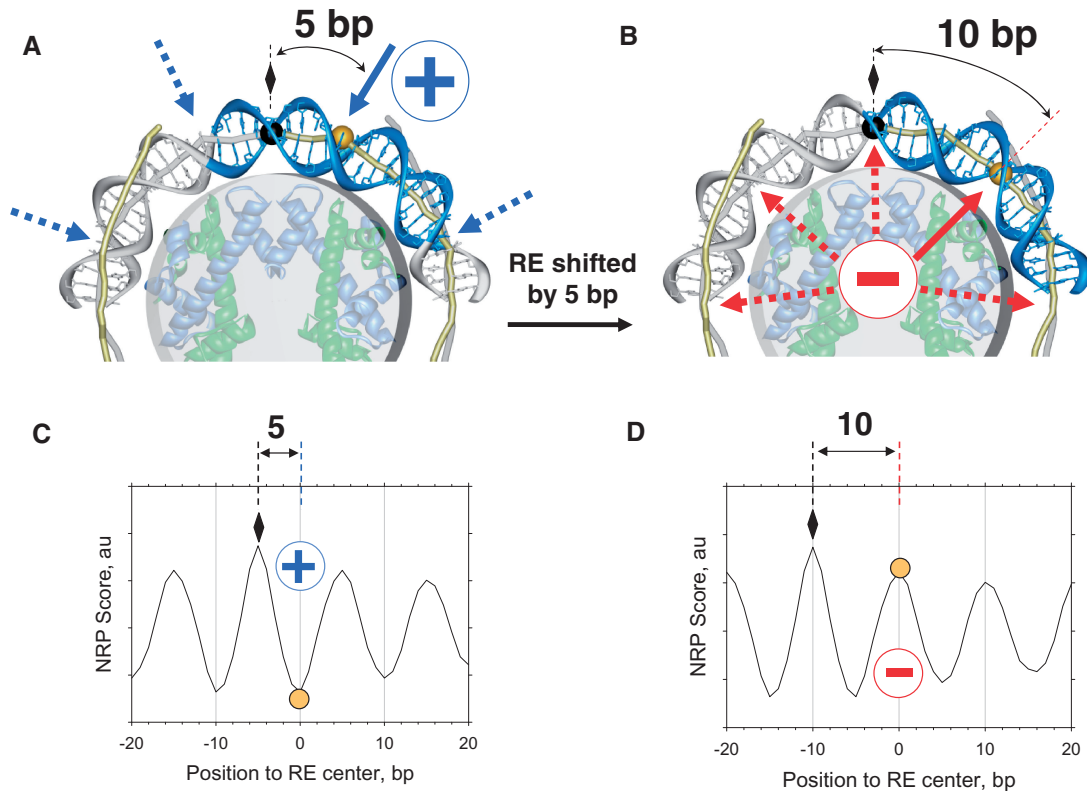 A
5 bp
+
B
10 bp
RE shifted
by 5 bp
−
C
5
+
NRP Score, au
-20 -10 0 10 20
Position to RE center, bp
D
10
−
NRP Score, au
-20 -10 0 10 20
Position to RE center, bp